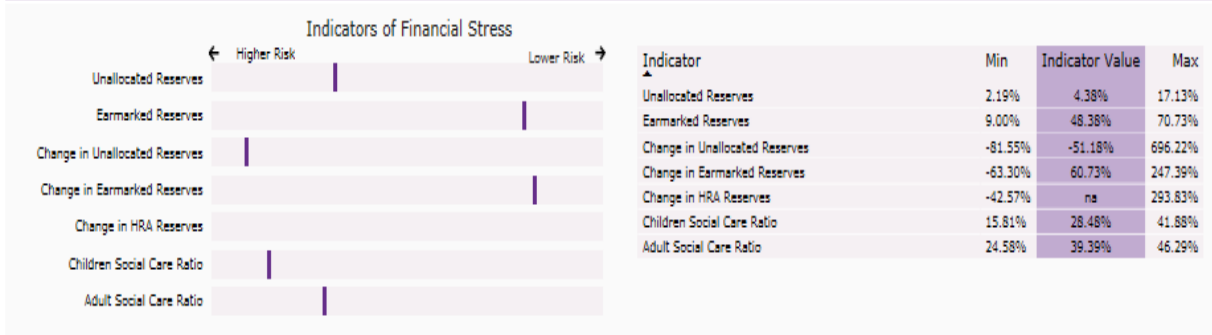 Indicators of Financial Stress
← Higher Risk Lower Risk →
Unallocated Reserves
Earmarked Reserves
Change in Unallocated Reserves
Change in Earmarked Reserves
Change in HRA Reserves
Children Social Care Ratio
Adult Social Care Ratio
Indicator Min Indicator Value Max
Unallocated Reserves 2.19% 4.38% 17.13%
Earmarked Reserves 9.00% 48.38% 70.73%
Change in Unallocated Reserves -81.55% -51.18% 696.22%
Change in Earmarked Reserves -63.30% 60.73% 247.39%
Change in HRA Reserves -42.57% na 293.83%
Children Social Care Ratio 15.81% 28.48% 41.88%
Adult Social Care Ratio 24.58% 39.39% 46.29%